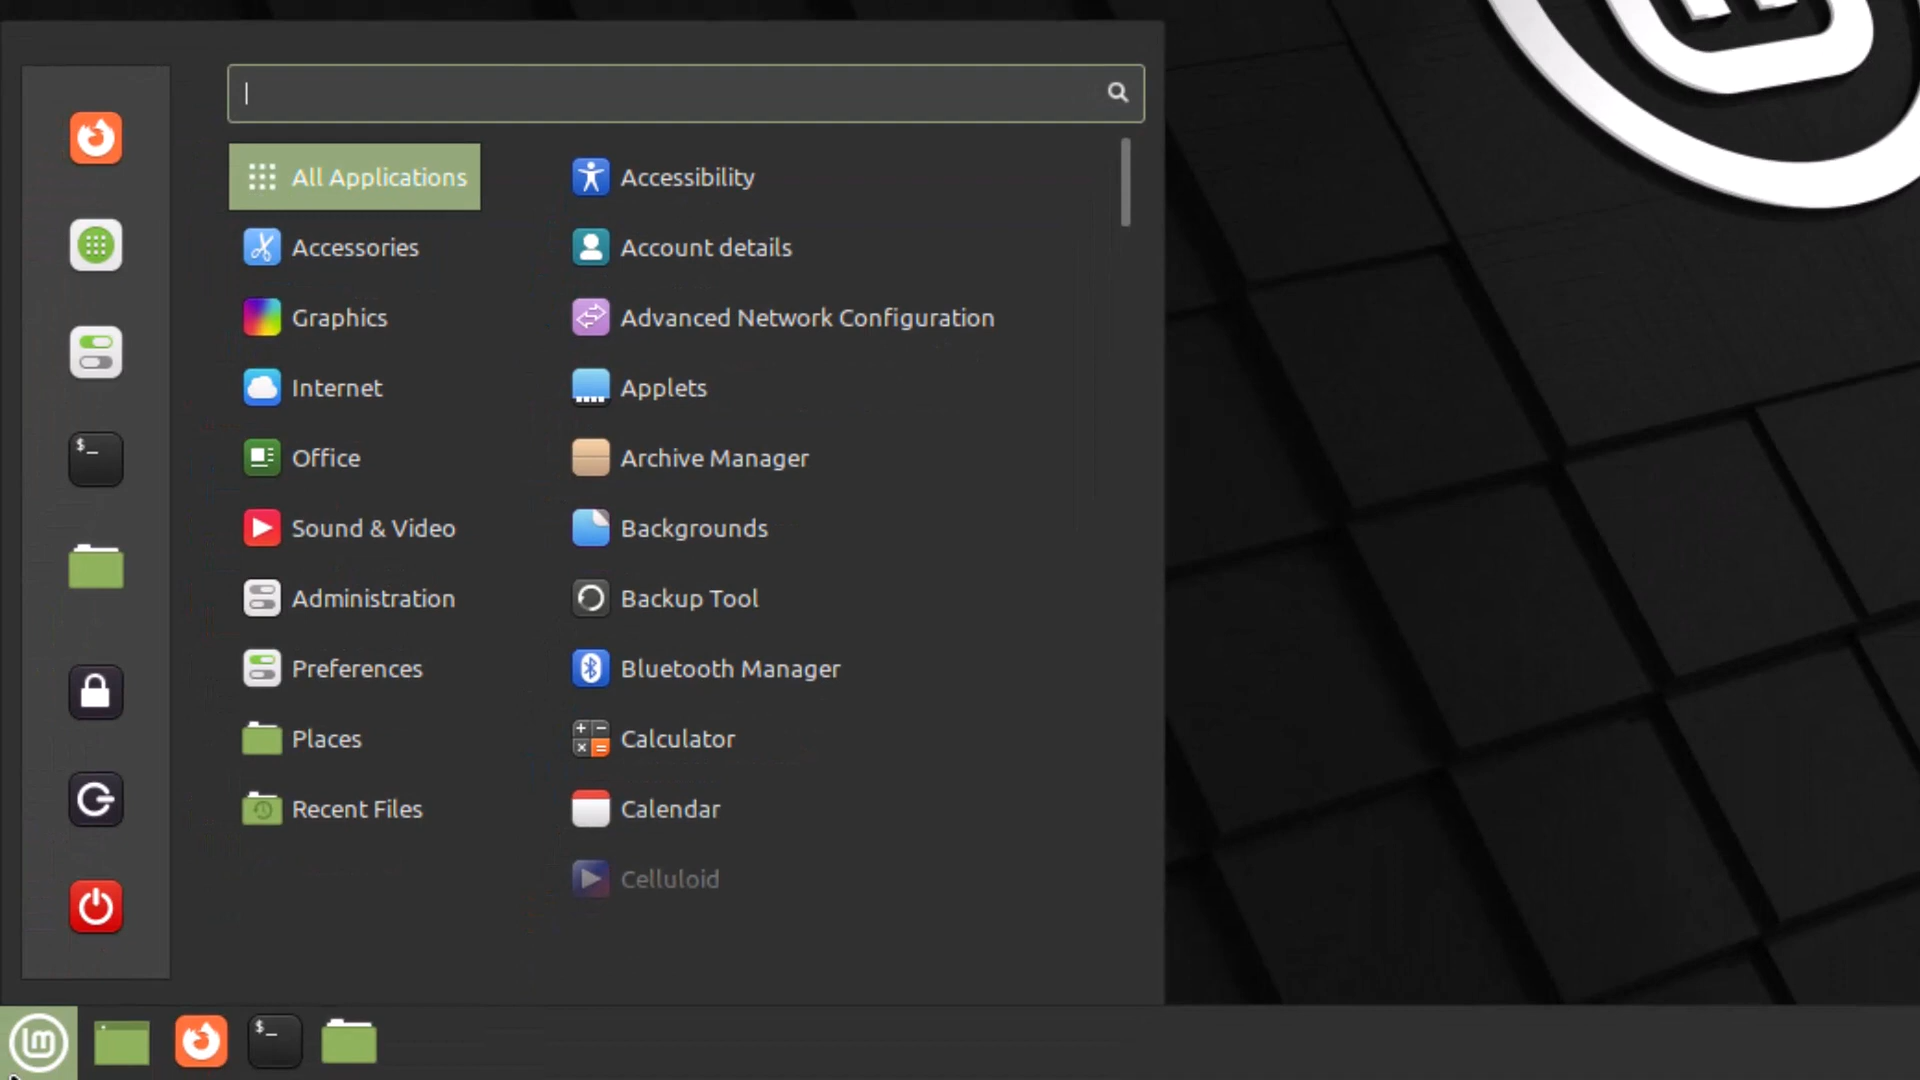 All Applications
Accessories
Graphics
Internet
Office
Sound & Video
Administration
Preferences
Places
Recent Files
Accessibility
Account details
Advanced Network Configuration
Applets
Archive Manager
Backgrounds
Backup Tool
Bluetooth Manager
Calculator
Calendar
Celluloid
$_
$_
lm